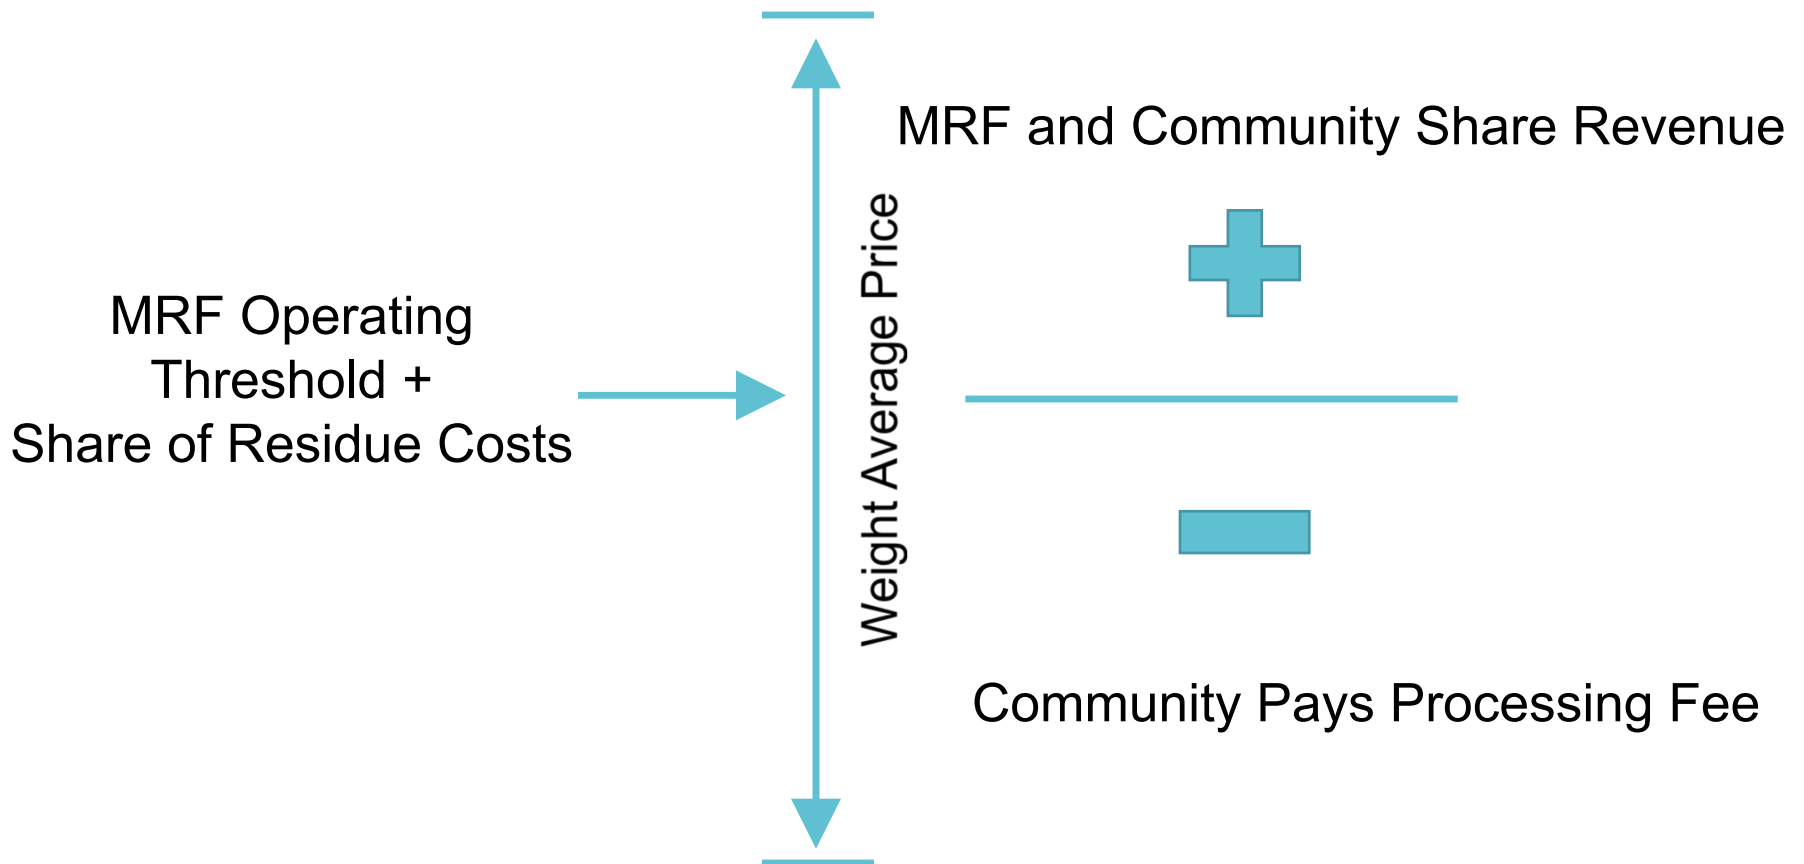 MRF and Community Share Revenue
MRF Operating
Threshold +
Share of Residue Costs
Weight Average Price
Community Pays Processing Fee